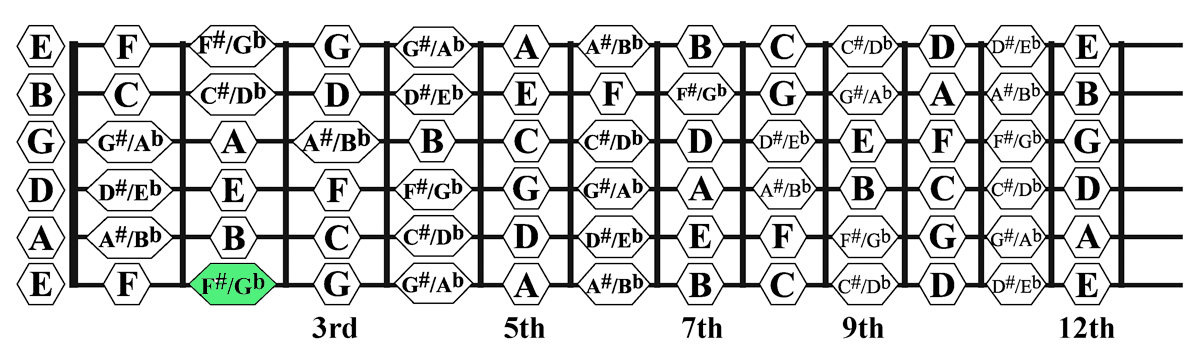 E F F#/Gb G G#/Ab A A#/Bb B C C#/Db D D#/Eb E
B C C#/Db D D#/Eb E F F#/Gb G G#/Ab A A#/Bb B
G G#/Ab A A#/Bb B C C#/Db D D#/Eb E F F#/Gb G
D D#/Eb E F F#/Gb G G#/Ab A A#/Bb B C C#/Db D
A A#/Bb B C C#/Db D D#/Eb E F F#/Gb G G#/Ab A
E F F#/Gb G G#/Ab A A#/Bb B C C#/Db D D#/Eb E
3rd 5th 7th 9th 12th